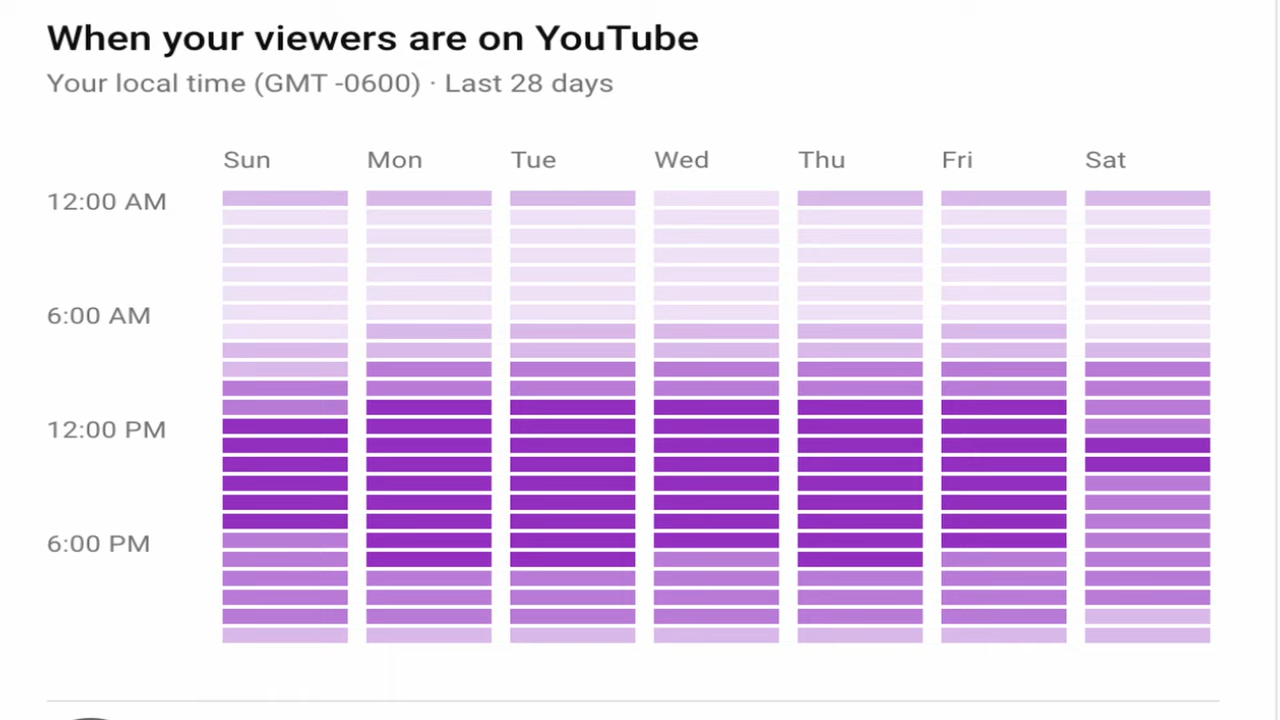 When your viewers are on YouTube
Your local time (GMT -0600) · Last 28 days
Sun Mon Tue Wed Thu Fri Sat
12:00 AM
6:00 AM
12:00 PM
6:00 PM